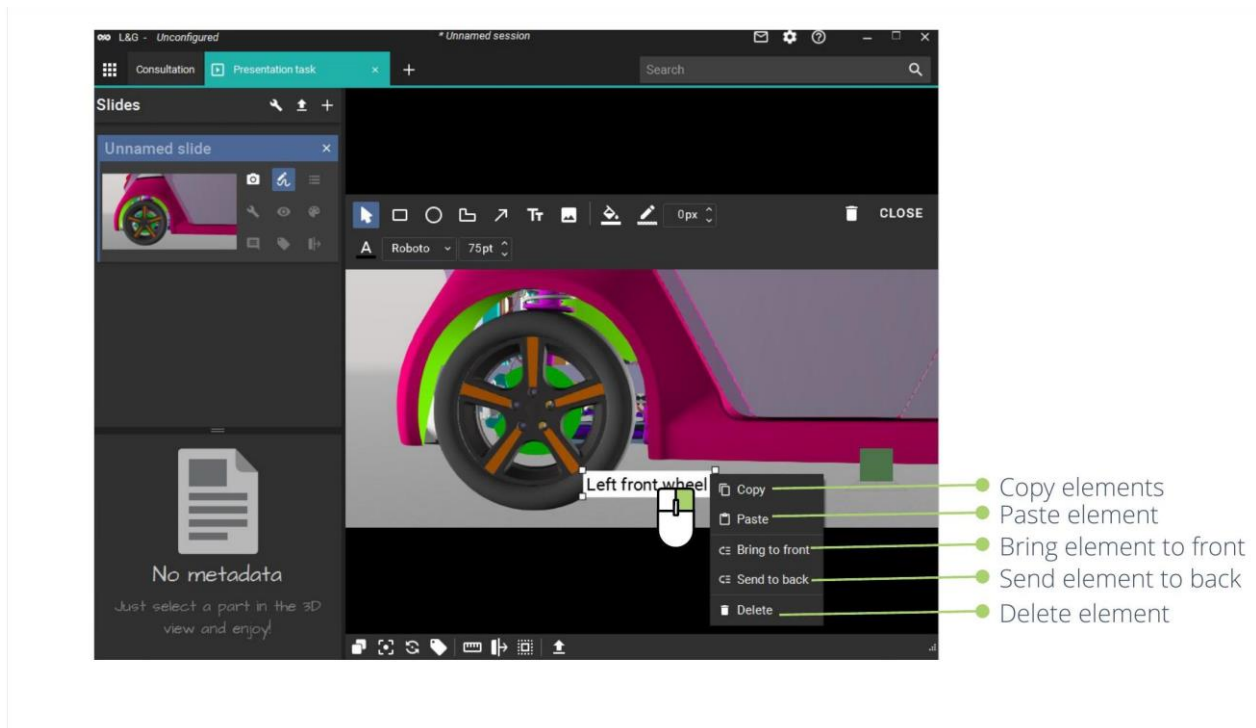 L&G - Unconfigured
* Unnamed session
Consultation
Presentation task
Search
Slides
Unnamed slide
CLOSE
0px
A Roboto 75pt
Left front wheel
Copy
Paste
Bring to front
Send to back
Delete
Copy elements
Paste element
Bring element to front
Send element to back
Delete element
No metadata
Just select a part in the 3D
view and enjoy!